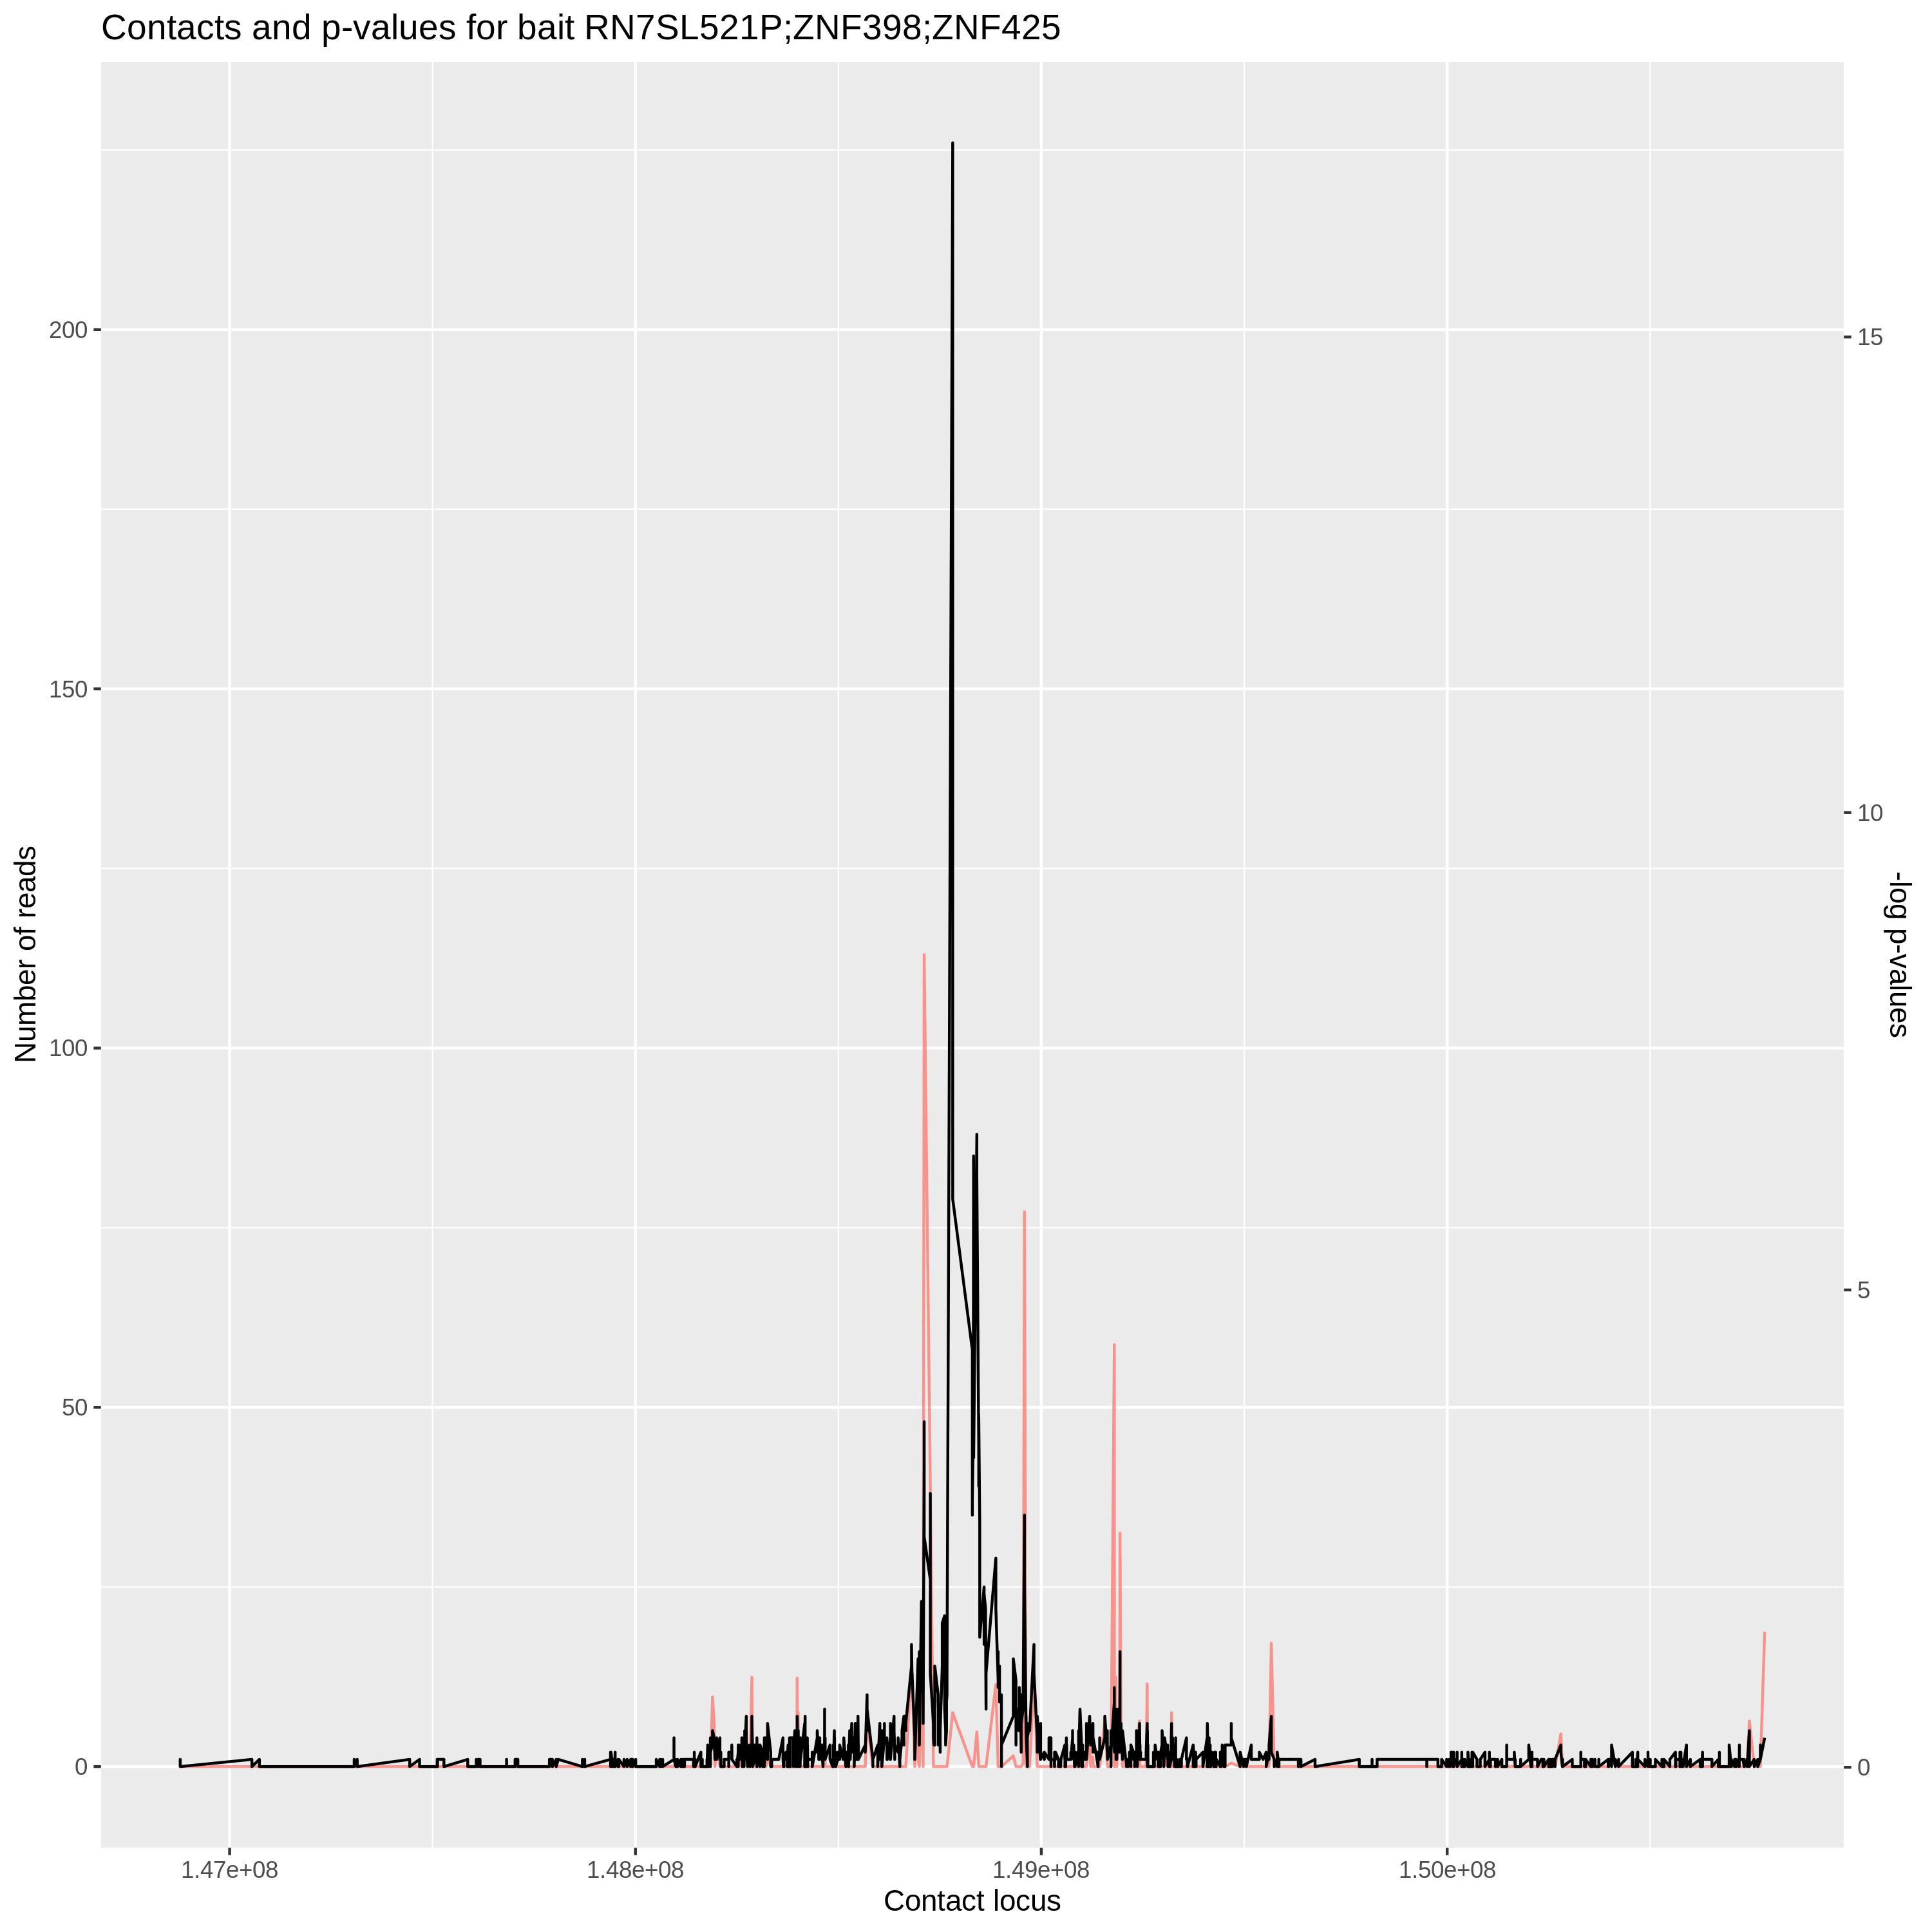 Contacts and p-values for bait RN7SL521P;ZNF398;ZNF425
Number of reads
200
150
100
50
0
15
10
5
0
-log p-values
1.47e+08
1.48e+08
1.49e+08
1.50e+08
Contact locus